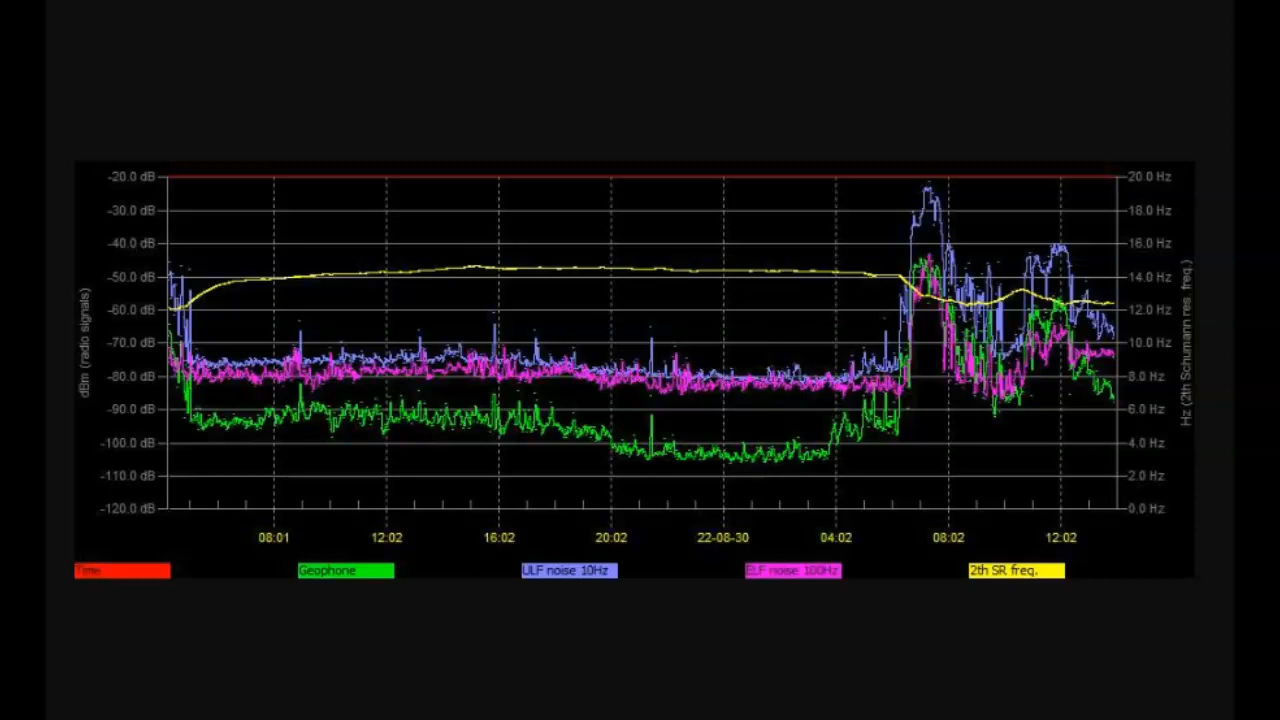 -20.0 dB 20.0 Hz
-30.0 dB 18.0 Hz
-40.0 dB 16.0 Hz
-50.0 dB 14.0 Hz
-60.0 dB 12.0 Hz
-70.0 dB 10.0 Hz
-80.0 dB 8.0 Hz
-90.0 dB 6.0 Hz
-100.0 dB 4.0 Hz
-110.0 dB 2.0 Hz
-120.0 dB 0.0 Hz
dBm (radio signals)
Hz (2th Schumann res. freq.)
08:01 12:02 16:02 20:02 22-08-30 04:02 08:02 12:02
Time Geophone ULF noise 10Hz ELF noise 100Hz 2th SR freq.